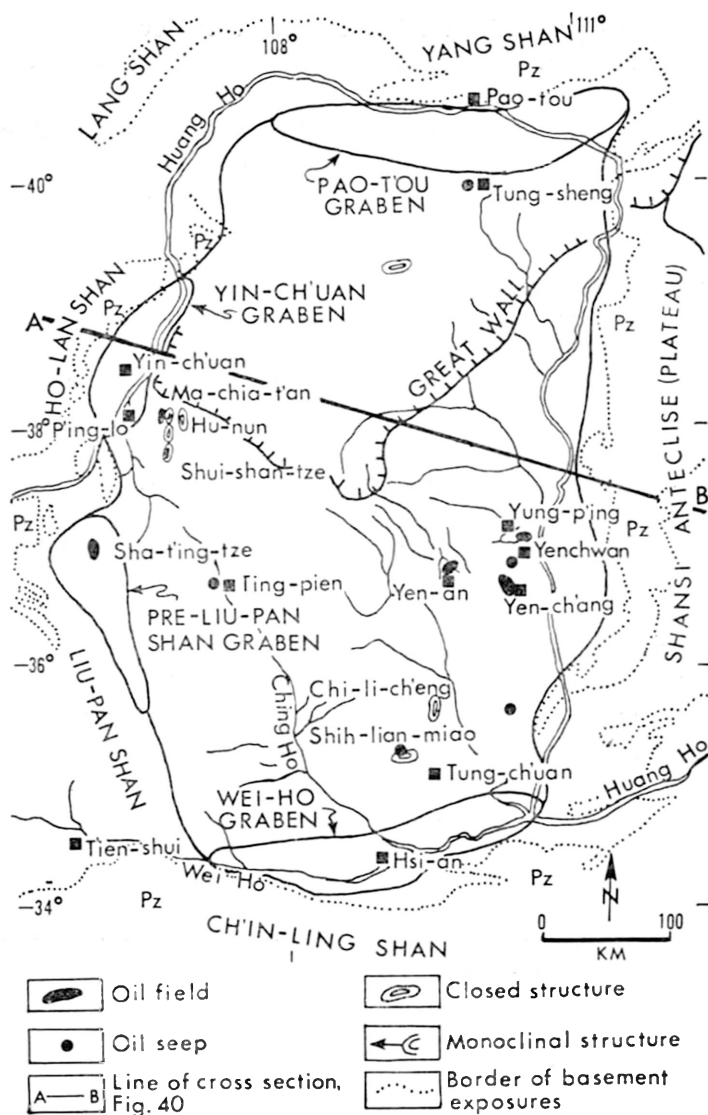 108°
111°
YANG SHAN
LANG SHAN
Pz
Huang Ho
Pao-tou
40°
PAO-T'OU
GRABEN
Tung-sheng
Pz
HO-LAN SHAN
Pz
YIN-CH'UAN
GRABEN
GREAT WALL
Pz
A
Yin-ch'uan
Ma-chia-t'an
P'ing-lo
38°
Hu-nun
Shui-shan-tze
B
SHANSI ANTECLISE (PLATEAU)
Pz
Yung-p'ing
Pz
Sha-t'ing-tze
Yenchwan
Ting-pien
Yen-an
Yen-ch'ang
PRE-LIU-PAN
SHAN GRABEN
36°
LIU-PAN SHAN
Ching Ho
Chi-li-ch'eng
Shih-lian-miao
Tung-ch'uan
Huang Ho
WEI-HO
GRABEN
Tien-shui
Hsi-an
Wei Ho
Pz
34°
Pz
N
CH'IN-LING SHAN
0 100
KM
Oil field
Closed structure
Oil seep
Monoclinal structure
A — B Line of cross section,
Fig. 40
Border of basement
exposures